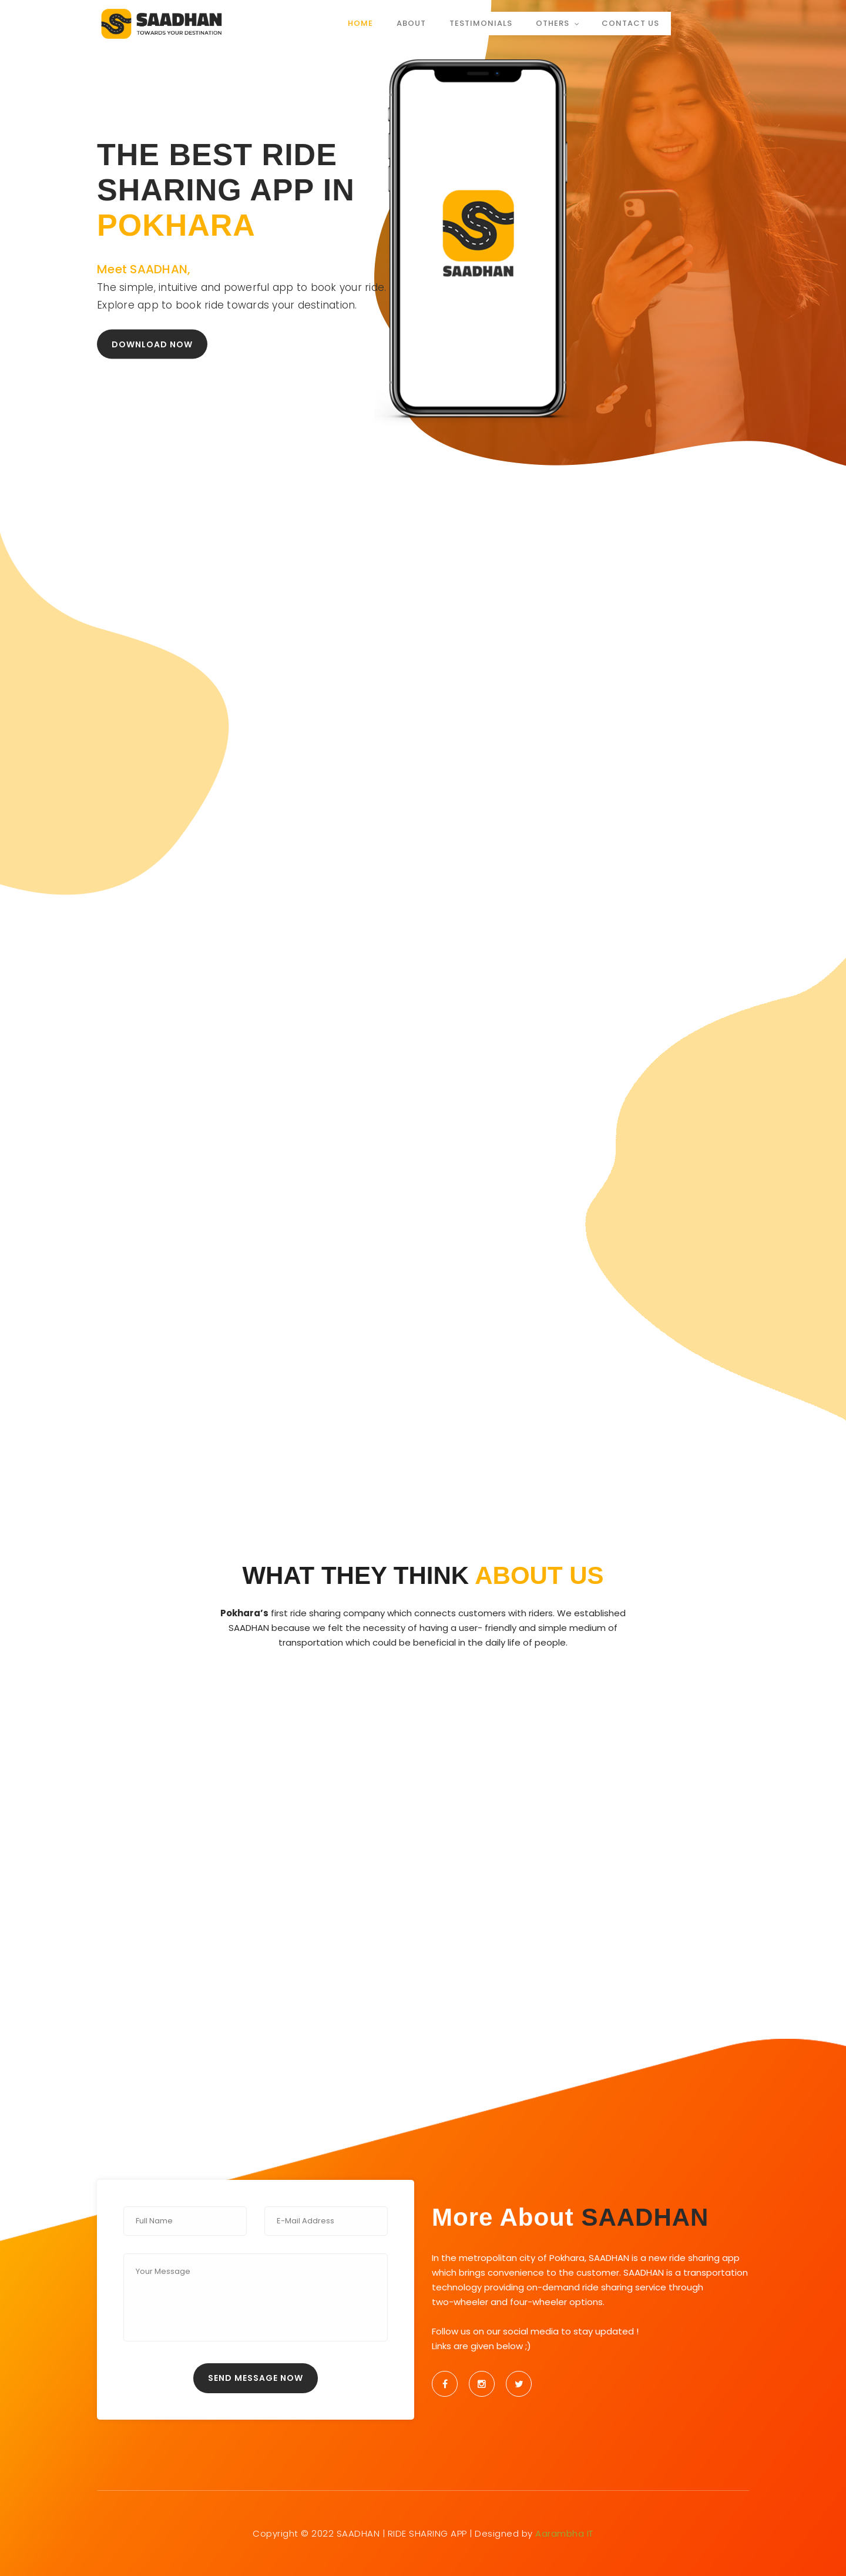 SAADHAN
TOWARDS YOUR DESTINATION
HOME ABOUT TESTIMONIALS OTHERS CONTACT US
THE BEST RIDE
SHARING APP IN
POKHARA
Meet SAADHAN,
The simple, intuitive and powerful app to book your ride.
Explore app to book ride towards your destination.
DOWNLOAD NOW
SAADHAN
WHAT THEY THINK ABOUT US
Pokhara’s first ride sharing company which connects customers with riders. We established
SAADHAN because we felt the necessity of having a user- friendly and simple medium of
transportation which could be beneficial in the daily life of people.
Full Name
E-Mail Address
Your Message
SEND MESSAGE NOW
More About SAADHAN
In the metropolitan city of Pokhara, SAADHAN is a new ride sharing app
which brings convenience to the customer. SAADHAN is a transportation
technology providing on-demand ride sharing service through
two-wheeler and four-wheeler options.
Follow us on our social media to stay updated !
Links are given below ;)
Copyright © 2022 SAADHAN | RIDE SHARING APP | Designed by Aarambha IT